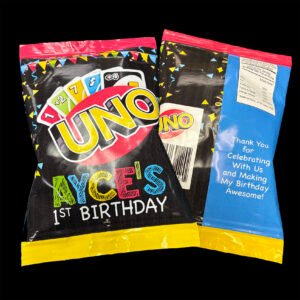 UNO
AYCE'S
1ST BIRTHDAY
UNO
Thank You
for
Celebrating
With Us
and Making
My Birthday
Awesome!